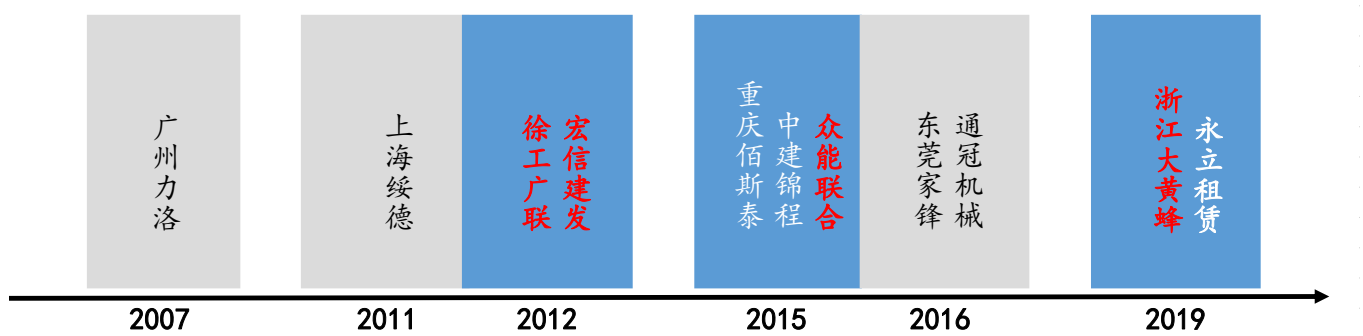 广州力洛
上海绥德
徐工广联
宏信建发
重庆佰斯泰
中建锦程
众能联合
东莞家锋
通冠机械
浙江大黄蜂
永立租赁
2007
2011
2012
2015
2016
2019